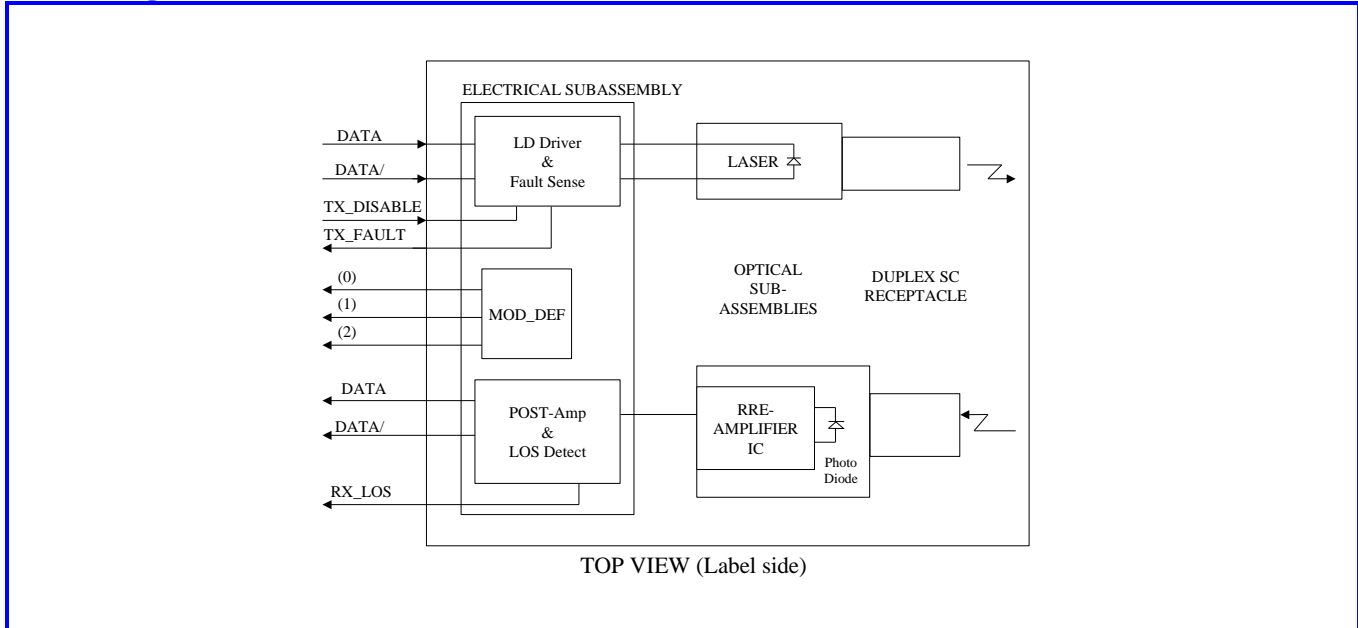 ELECTRICAL SUBASSEMBLY
DATA
DATA/
TX_DISABLE
TX_FAULT
LD Driver
&
Fault Sense
LASER
(0)
(1)
(2)
MOD_DEF
OPTICAL
SUB-
ASSEMBLIES
DUPLEX SC
RECEPTACLE
DATA
DATA/
RX_LOS
POST-Amp
&
LOS Detect
RRE-
AMPLIFIER
IC
Photo
Diode
TOP VIEW (Label side)